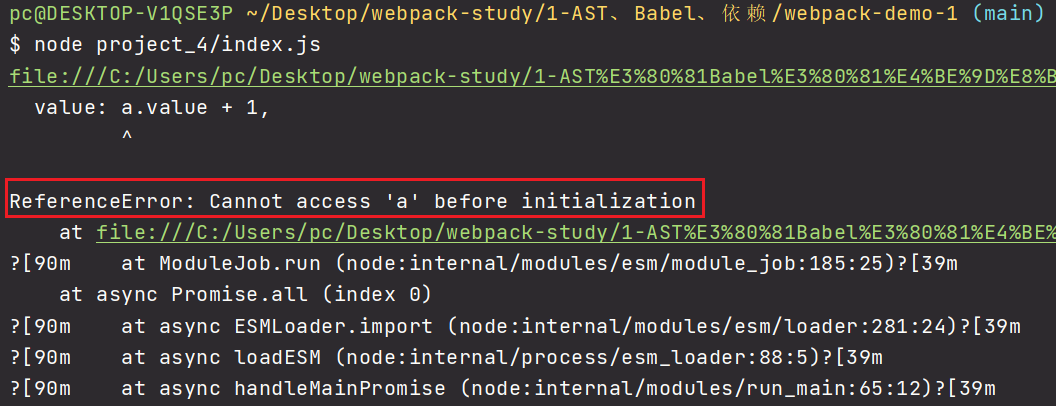 pc@DESKTOP-V1QSE3P ~/Desktop/webpack-study/1-AST、Babel、依赖/webpack-demo-1 (main)
$ node project_4/index.js
file:///C:/Users/pc/Desktop/webpack-study/1-AST%E3%80%81Babel%E3%80%81%E4%BE%9D%E8%B
  value: a.value + 1,
         ^
ReferenceError: Cannot access 'a' before initialization
    at file:///C:/Users/pc/Desktop/webpack-study/1-AST%E3%80%81Babel%E3%80%81%E4%BE%
?[90m    at ModuleJob.run (node:internal/modules/esm/module_job:185:25)?[39m
    at async Promise.all (index 0)
?[90m    at async ESMLoader.import (node:internal/modules/esm/loader:281:24)?[39m
?[90m    at async loadESM (node:internal/process/esm_loader:88:5)?[39m
?[90m    at async handleMainPromise (node:internal/modules/run_main:65:12)?[39m